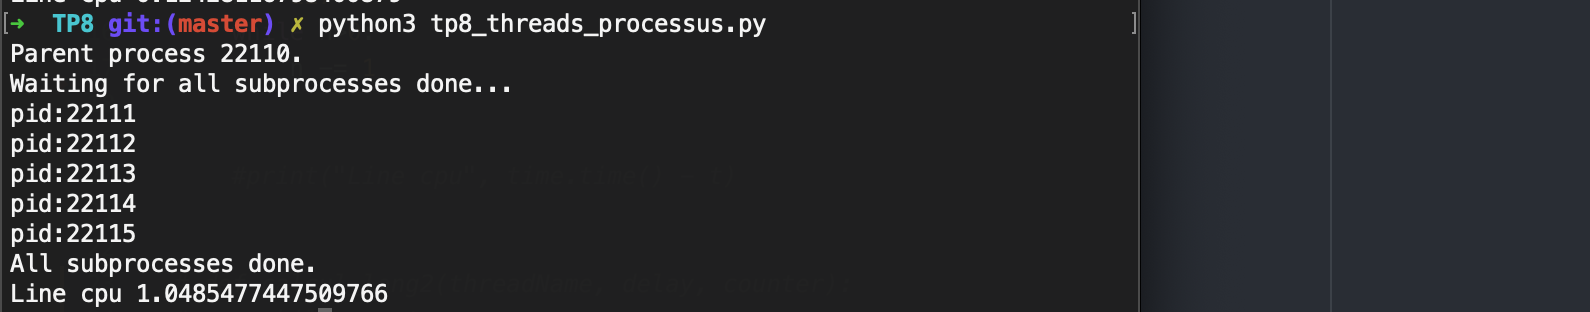 ➜ TP8 git:(master) ✗ python3 tp8_threads_processus.py
Parent process 22110.
Waiting for all subprocesses done...
pid:22111
pid:22112
pid:22113
pid:22114
pid:22115
All subprocesses done.
Line cpu 1.0485477447509766